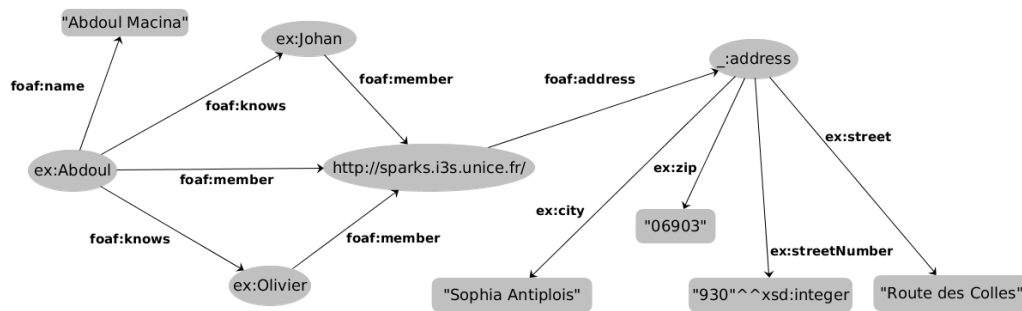 "Abdoul Macina"
ex:Johan
_:address
foaf:name
foaf:member
foaf:address
foaf:knows
ex:street
ex:Abdoul
http://sparks.i3s.unice.fr/
ex:zip
foaf:member
ex:city
"06903"
foaf:knows
foaf:member
ex:streetNumber
ex:Olivier
"Sophia Antiplois"
"930"^^xsd:integer
"Route des Colles"